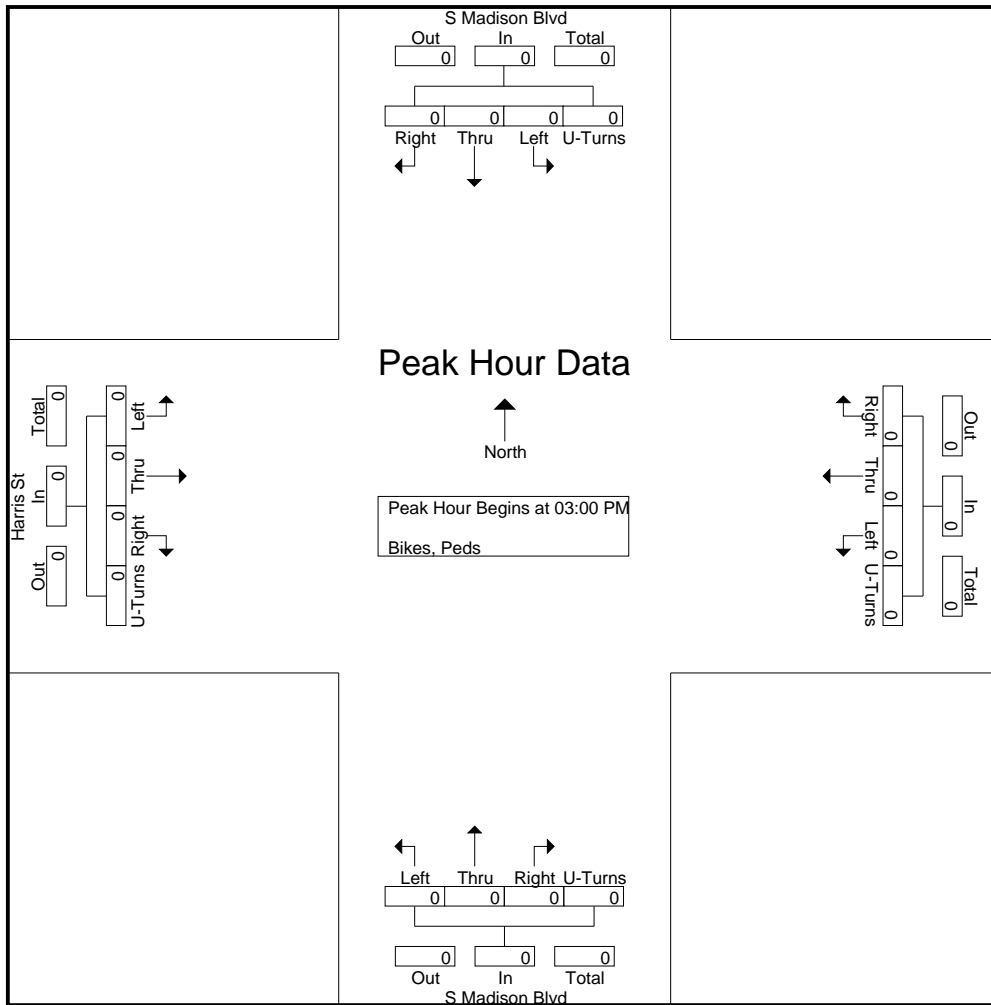 S Madison Blvd
Out In Total
0 0 0
0 0 0 0
Right Thru Left U-Turns
Peak Hour Data
North
Peak Hour Begins at 03:00 PM
Bikes, Peds
Harris St
Total In Out
0 0 0
0 0 0 0
Left Thru Right U-Turns
Right Thru Left U-Turns
0 0 0 0
0 0 0
Out In Total
Left Thru Right U-Turns
0 0 0 0
0 0 0
Out In Total
S Madison Blvd